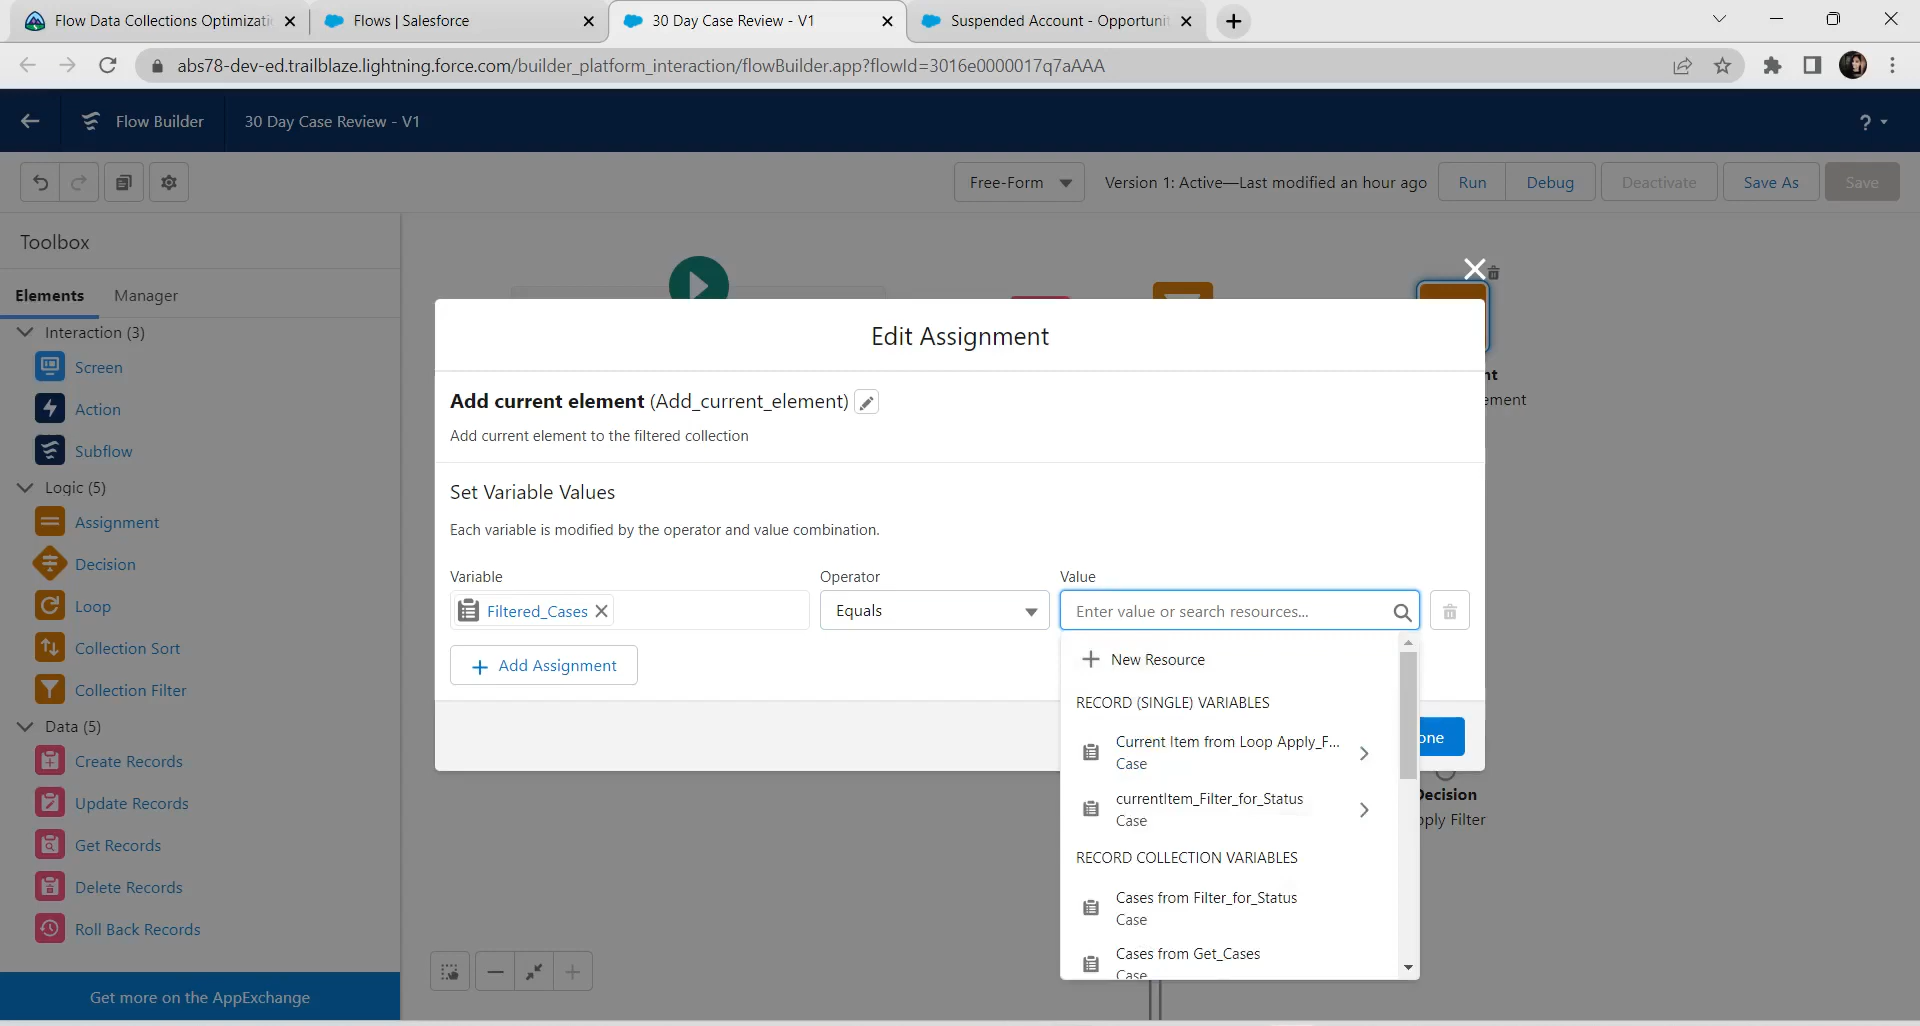 Flow Data Collections Optimizati
Flows | Salesforce
30 Day Case Review - V1
Suspended Account - Opportunit
abs78-dev-ed.trailblaze.lightning.force.com/builder_platform_interaction/flowBuilder.app?flowId=3016e0000017q7aAAA
Flow Builder
30 Day Case Review - V1
?
Free-Form
Version 1: Active—Last modified an hour ago
Run
Debug
Deactivate
Save As
Save
Toolbox
Elements
Manager
Interaction (3)
Screen
Action
Subflow
Logic (5)
Assignment
Decision
Loop
Collection Sort
Collection Filter
Data (5)
Create Records
Update Records
Get Records
Delete Records
Roll Back Records
Get more on the AppExchange
Edit Assignment
Add current element (Add_current_element)
Add current element to the filtered collection
Set Variable Values
Each variable is modified by the operator and value combination.
Variable
Operator
Value
Filtered_Cases
Equals
Enter value or search resources...
Add Assignment
New Resource
RECORD (SINGLE) VARIABLES
Current Item from Loop Apply_F...
Case
currentItem_Filter_for_Status
Case
RECORD COLLECTION VARIABLES
Cases from Filter_for_Status
Case
Cases from Get_Cases
Case
one
nt
ement
Decision
pply Filter